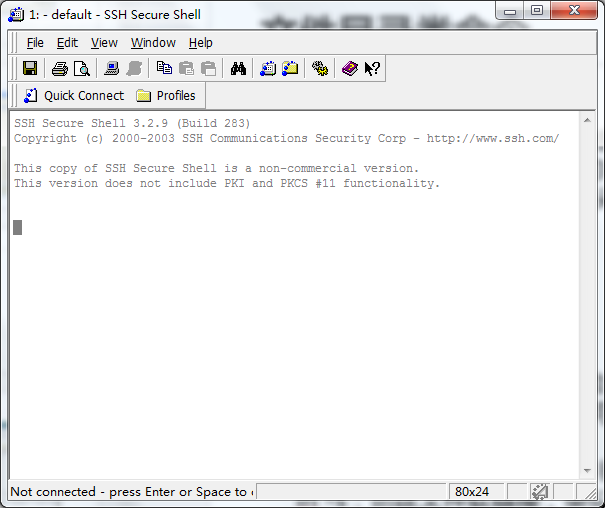 1: - default - SSH Secure Shell
File Edit View Window Help
Quick Connect Profiles
SSH Secure Shell 3.2.9 (Build 283)
Copyright (c) 2000-2003 SSH Communications Security Corp - http://www.ssh.com/
This copy of SSH Secure Shell is a non-commercial version.
This version does not include PKI and PKCS #11 functionality.
Not connected - press Enter or Space to
80x24